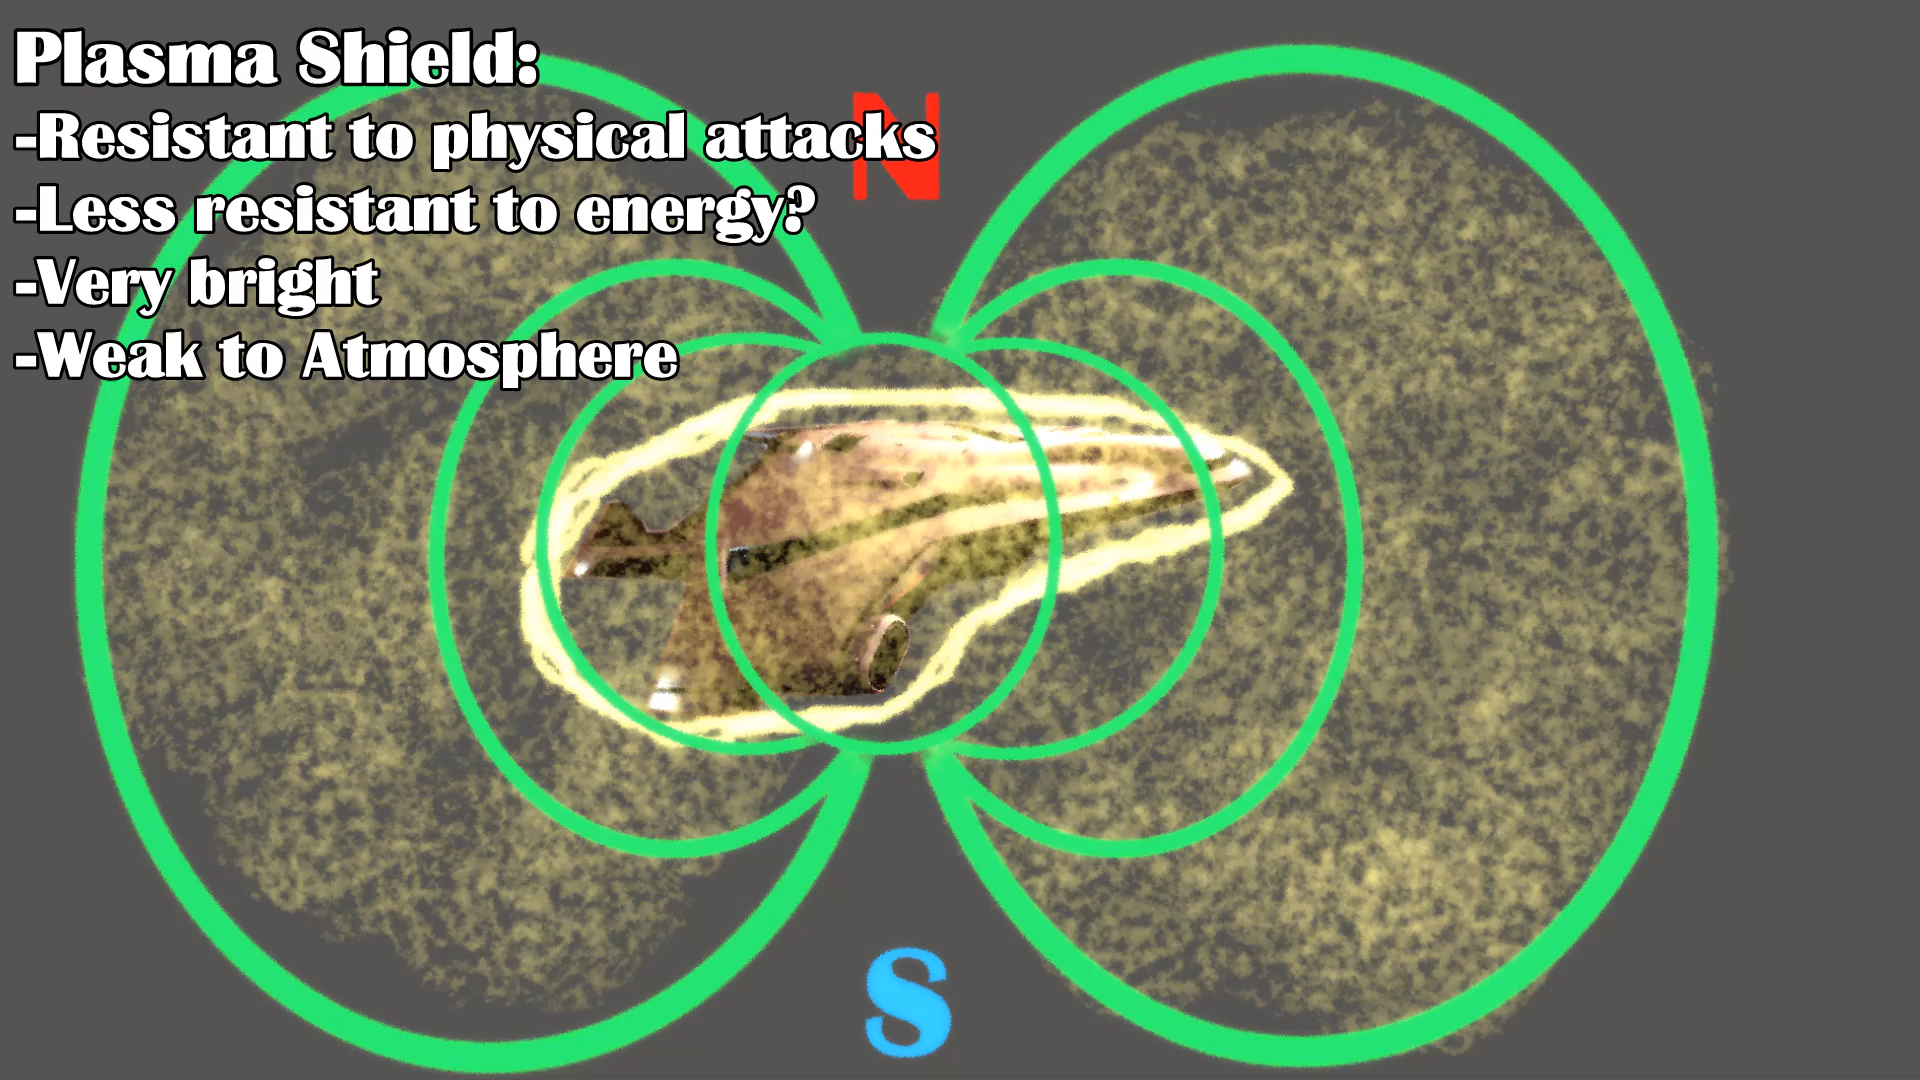 Plasma Shield:
-Resistant to physical attacks
-Less resistant to energy?
-Very bright
-Weak to Atmosphere
N
S